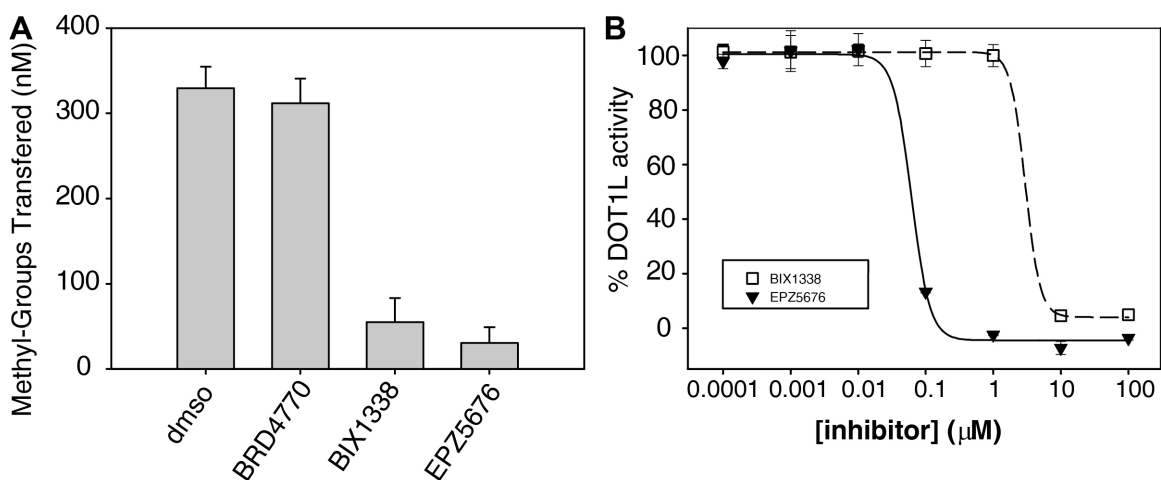 A
Methyl-Groups Transfered (nM)
400
300
200
100
0
dmso
BRD4770
BIX1338
EPZ5676
B
% DOT1L activity
100
80
60
40
20
0
BIX1338
EPZ5676
0.0001 0.001 0.01 0.1 1 10 100
[inhibitor] (μM)